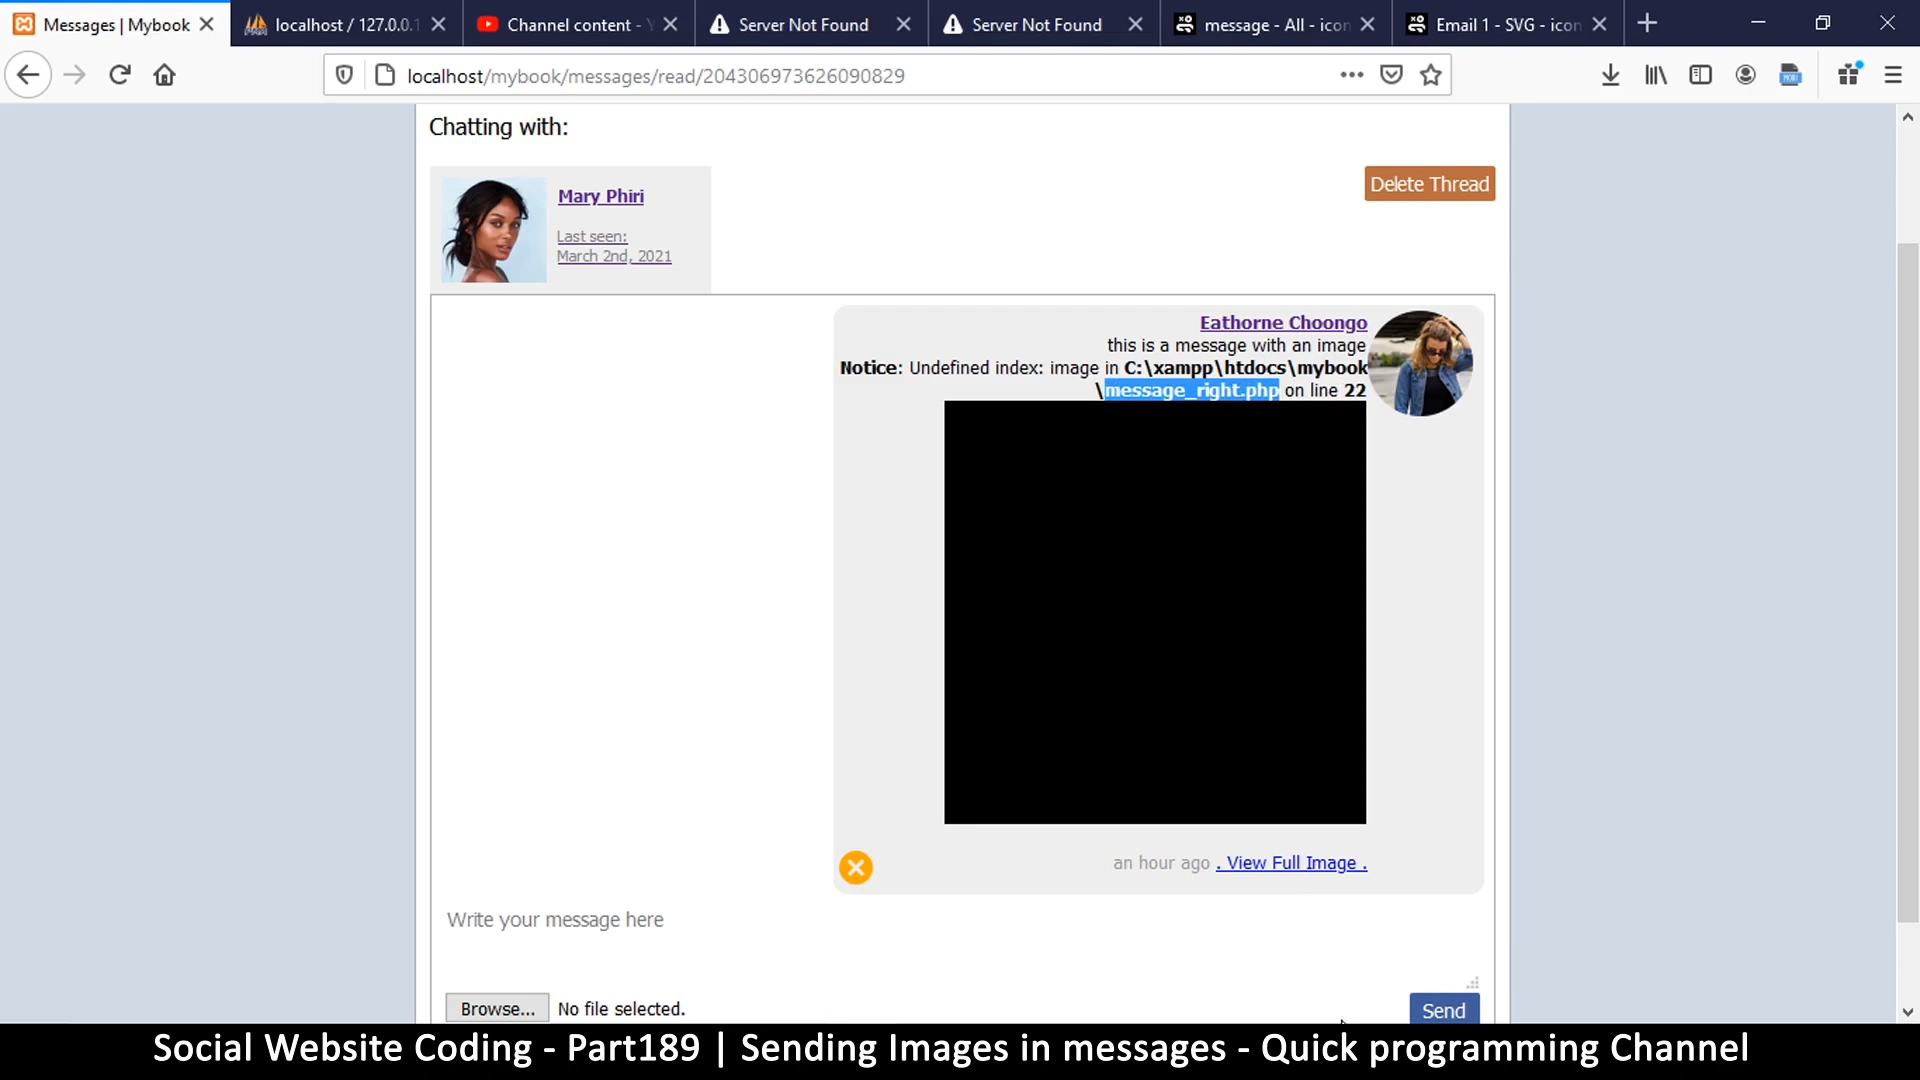 Messages | Mybook
localhost / 127.0.0.1
Channel content - Y
Server Not Found
Server Not Found
message - All - icon
Email 1 - SVG - icon
localhost/mybook/messages/read/204306973626090829
Chatting with:
Mary Phiri
Last seen:
March 2nd, 2021
Delete Thread
Eathorne Choongo
this is a message with an image
Notice: Undefined index: image in C:\xampp\htdocs\mybook
\message_right.php on line 22
an hour ago . View Full Image .
Write your message here
Browse... No file selected.
Send
Social Website Coding - Part189 | Sending Images in messages - Quick programming Channel